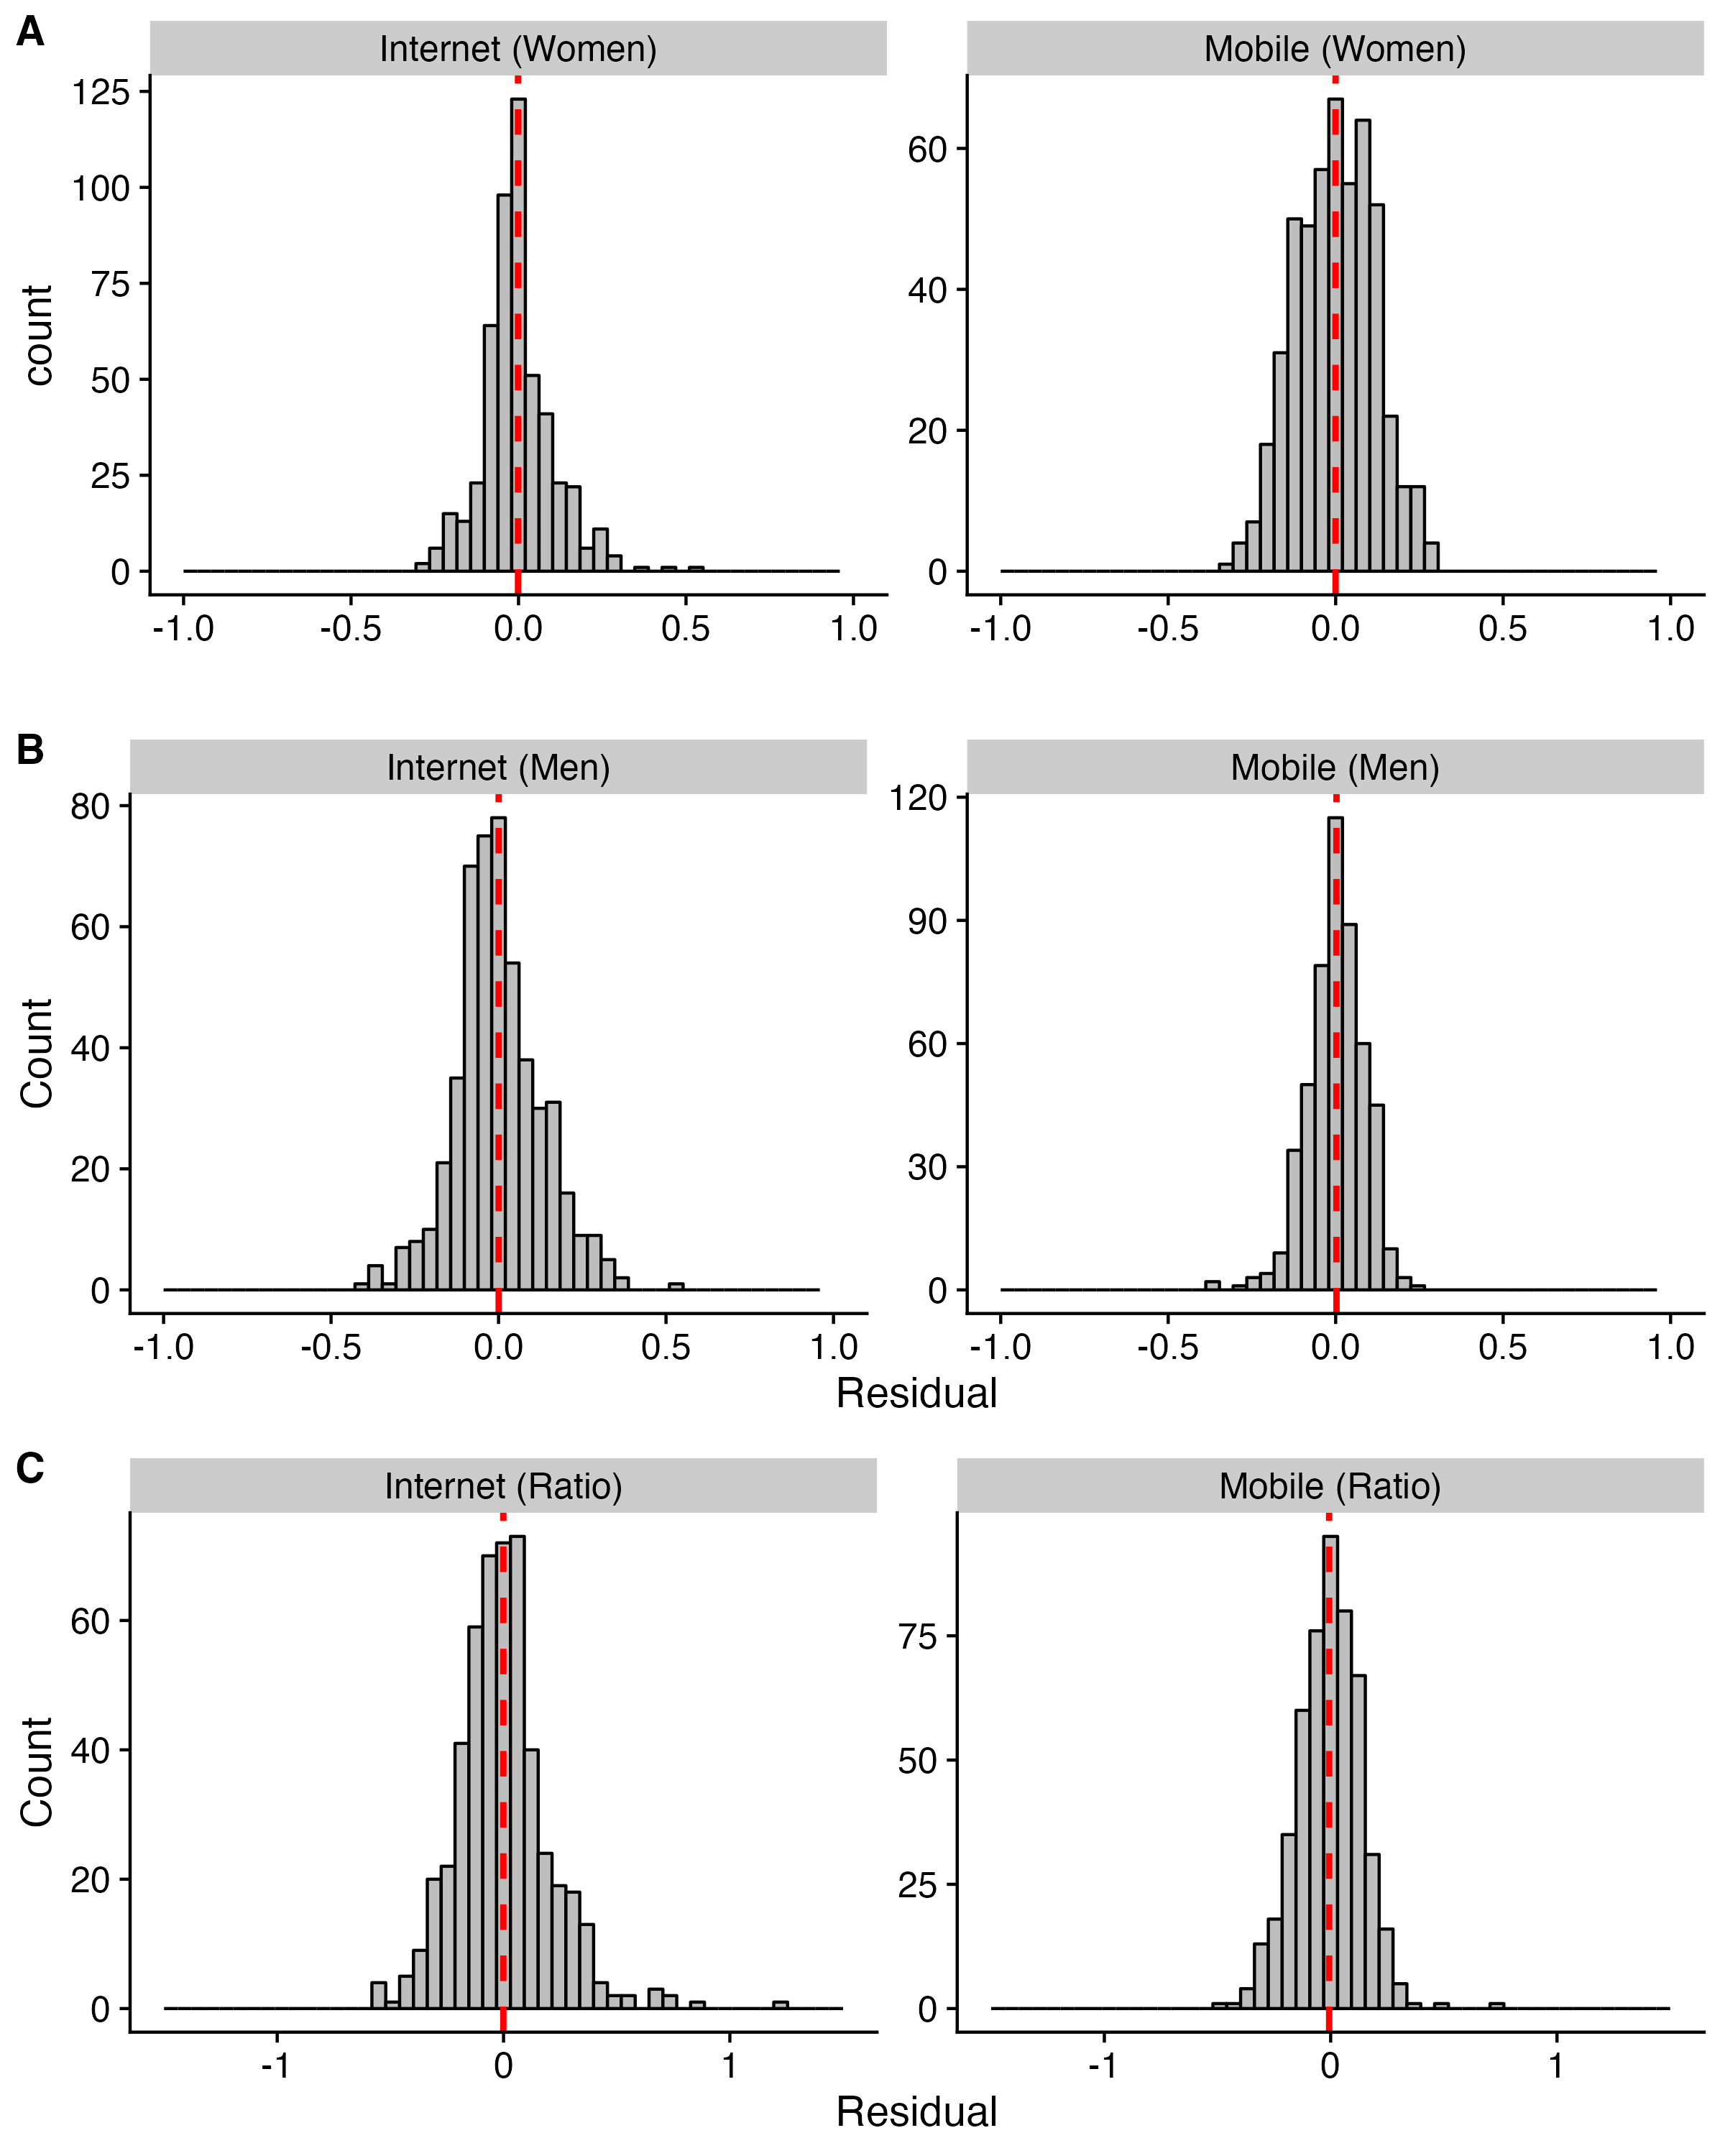 A
Internet (Women)
Mobile (Women)
count
125
100
75
50
25
0
-1.0 -0.5 0.0 0.5 1.0
60
40
20
0
-1.0 -0.5 0.0 0.5 1.0
B
Internet (Men)
Mobile (Men)
Count
80
60
40
20
0
-1.0 -0.5 0.0 0.5 1.0
120
90
60
30
0
-1.0 -0.5 0.0 0.5 1.0
Residual
C
Internet (Ratio)
Mobile (Ratio)
Count
60
40
20
0
-1 0 1
75
50
25
0
-1 0 1
Residual